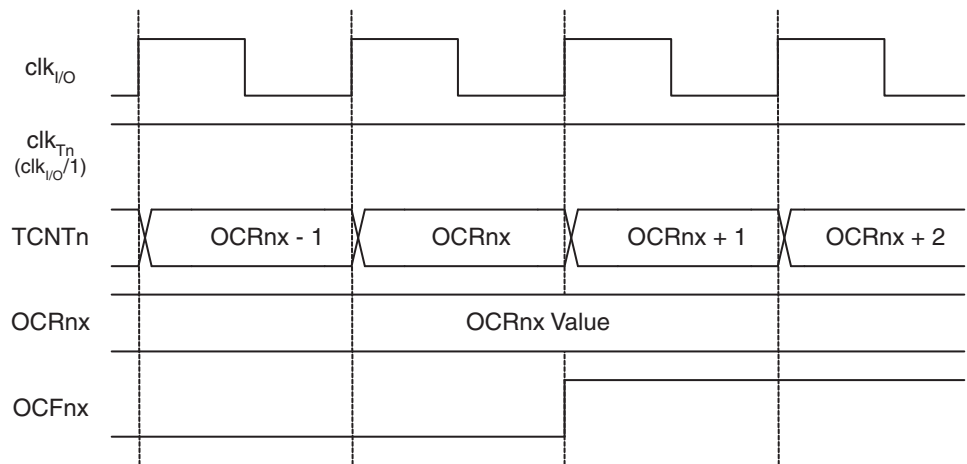 clkI/O
clkTn
(clkI/O/1)
TCNTn OCRnx - 1 OCRnx OCRnx + 1 OCRnx + 2
OCRnx OCRnx Value
OCFnx